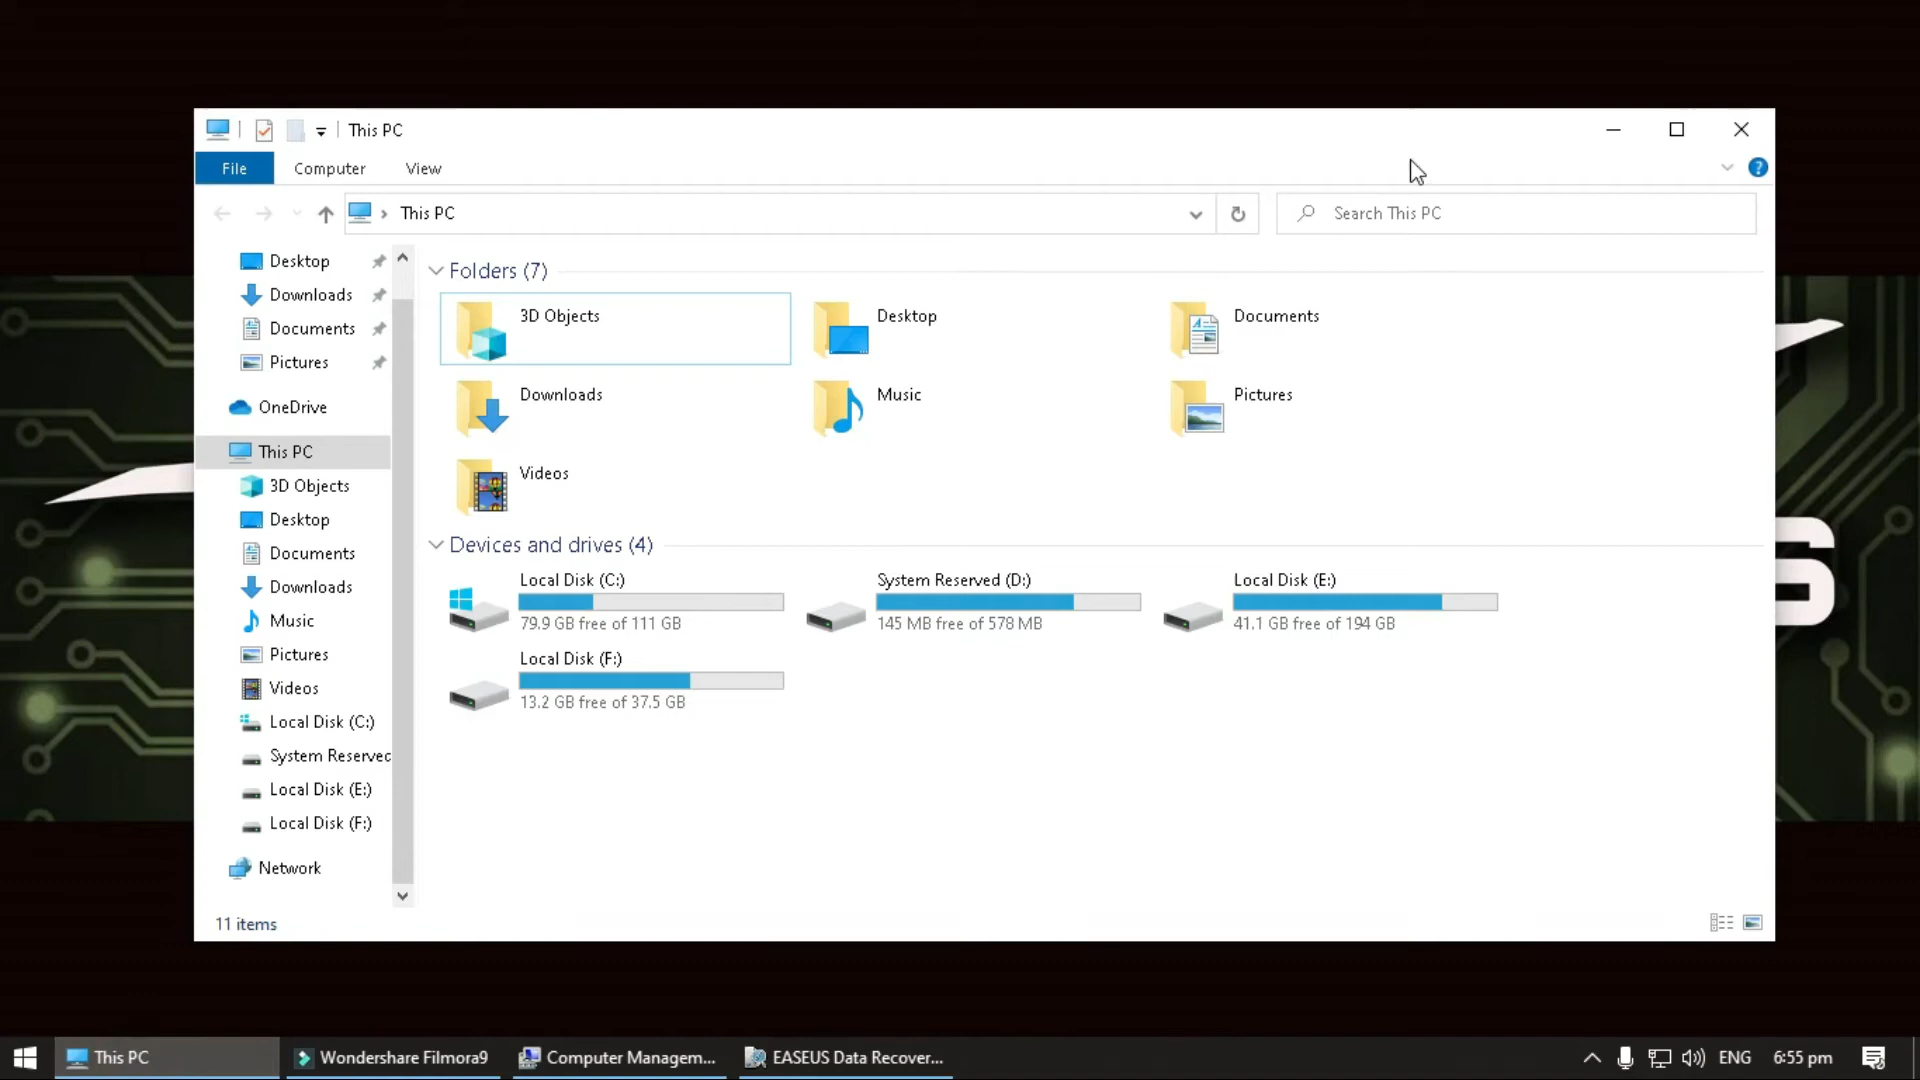 This PC
File Computer View
This PC
Search This PC
Desktop
Downloads
Documents
Pictures
OneDrive
This PC
3D Objects
Desktop
Documents
Downloads
Music
Pictures
Videos
Local Disk (C:)
System Reserved
Local Disk (E:)
Local Disk (F:)
Network
Folders (7)
3D Objects
Desktop
Documents
Downloads
Music
Pictures
Videos
Devices and drives (4)
Local Disk (C:)
79.9 GB free of 111 GB
System Reserved (D:)
145 MB free of 578 MB
Local Disk (E:)
41.1 GB free of 194 GB
Local Disk (F:)
13.2 GB free of 37.5 GB
11 items
S
This PC
Wondershare Filmora9
Computer Managem...
EASEUS Data Recover...
ENG
6:55 pm